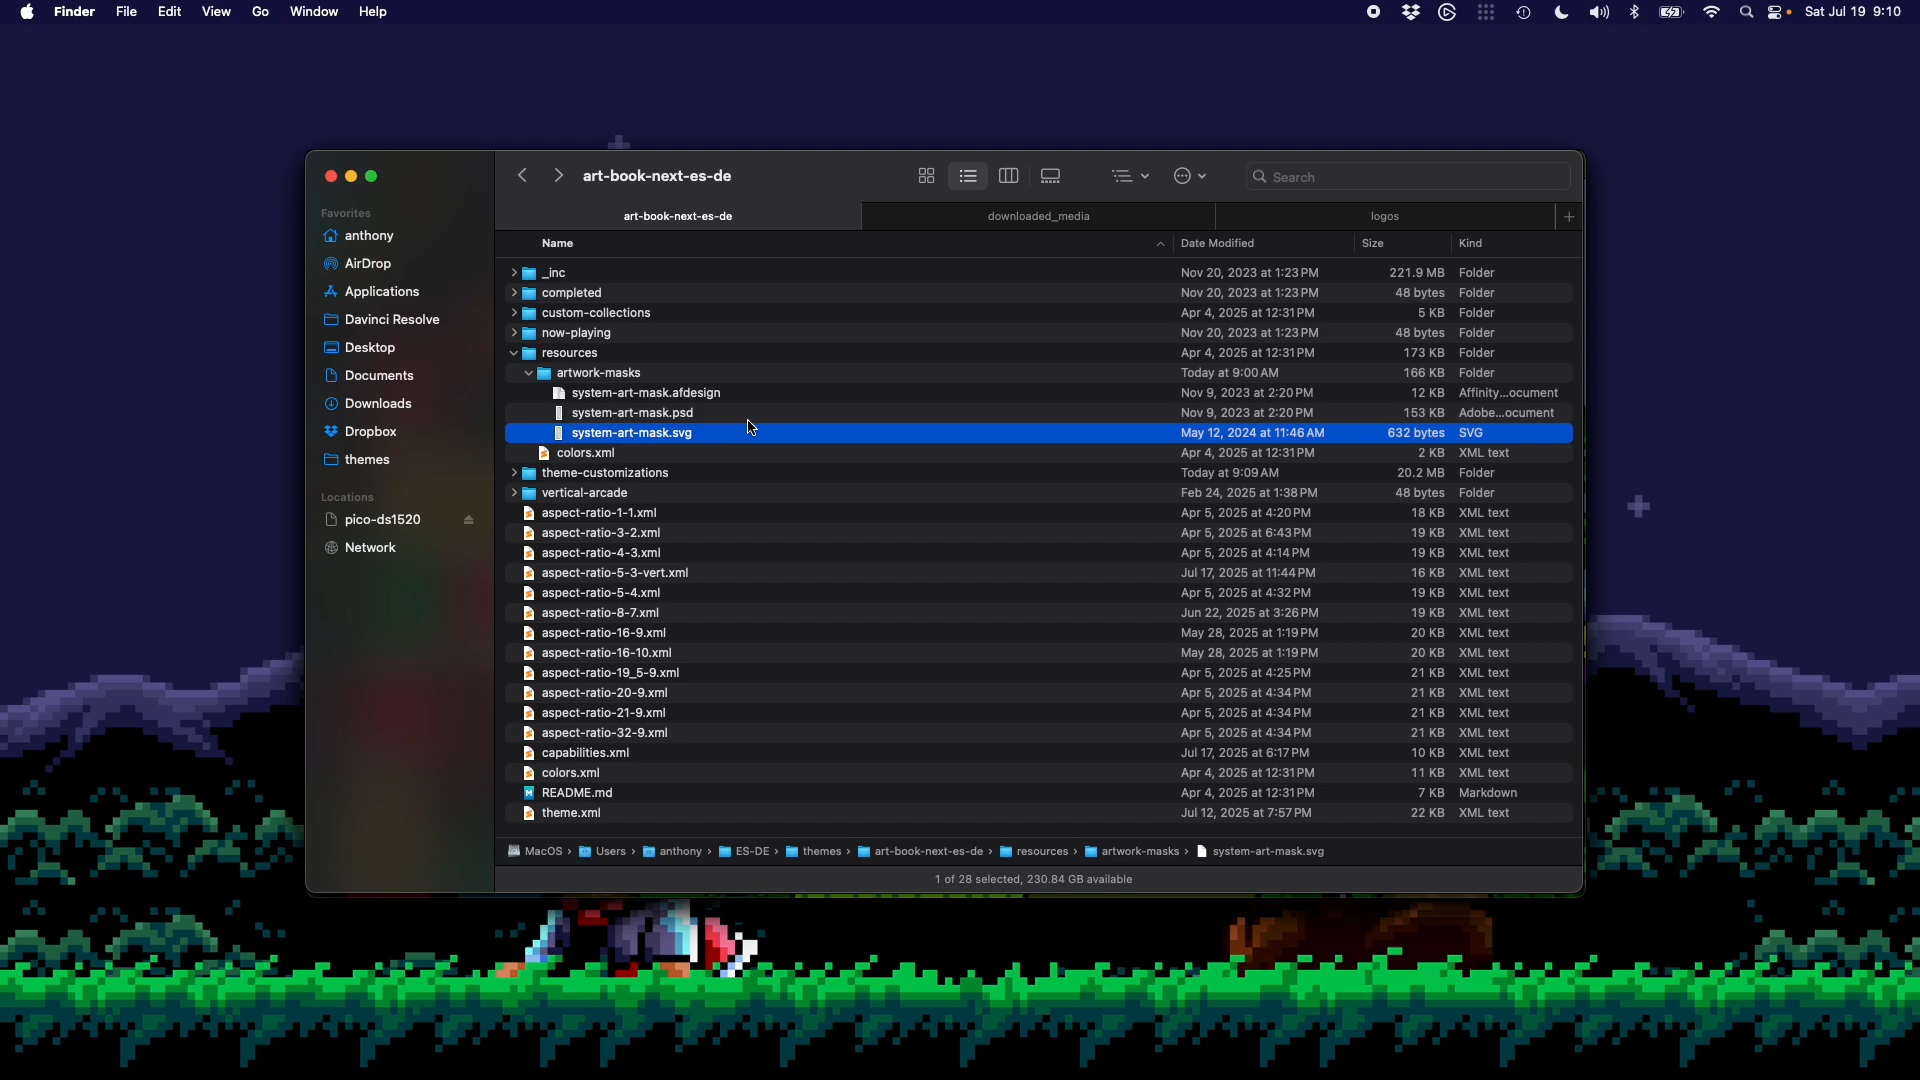 Finder File Edit View Go Window Help Sat Jul 19 9:10
art-book-next-es-de Search
Favorites
anthony
AirDrop
Applications
Davinci Resolve
Desktop
Documents
Downloads
Dropbox
themes
Locations
pico-ds1520
Network
art-book-next-es-de downloaded_media logos
Name Date Modified Size Kind
_inc Nov 20, 2023 at 1:23 PM 221.9 MB Folder
completed Nov 20, 2023 at 1:23 PM 48 bytes Folder
custom-collections Apr 4, 2025 at 12:31 PM 5 KB Folder
now-playing Nov 20, 2023 at 1:23 PM 48 bytes Folder
resources Apr 4, 2025 at 12:31 PM 173 KB Folder
artwork-masks Today at 9:00 AM 166 KB Folder
system-art-mask.afdesign Nov 9, 2023 at 2:20 PM 12 KB Affinity...ocument
system-art-mask.psd Nov 9, 2023 at 2:20 PM 153 KB Adobe...ocument
system-art-mask.svg May 12, 2024 at 11:46 AM 632 bytes SVG
colors.xml Apr 4, 2025 at 12:31 PM 2 KB XML text
theme-customizations Today at 9:09 AM 20.2 MB Folder
vertical-arcade Feb 24, 2025 at 1:38 PM 48 bytes Folder
aspect-ratio-1-1.xml Apr 5, 2025 at 4:20 PM 18 KB XML text
aspect-ratio-3-2.xml Apr 5, 2025 at 6:43 PM 19 KB XML text
aspect-ratio-4-3.xml Apr 5, 2025 at 4:14 PM 19 KB XML text
aspect-ratio-5-3-vert.xml Jul 17, 2025 at 11:44 PM 16 KB XML text
aspect-ratio-5-4.xml Apr 5, 2025 at 4:32 PM 19 KB XML text
aspect-ratio-8-7.xml Jun 22, 2025 at 3:26 PM 19 KB XML text
aspect-ratio-16-9.xml May 28, 2025 at 1:19 PM 20 KB XML text
aspect-ratio-16-10.xml May 28, 2025 at 1:19 PM 20 KB XML text
aspect-ratio-19_5-9.xml Apr 5, 2025 at 4:25 PM 21 KB XML text
aspect-ratio-20-9.xml Apr 5, 2025 at 4:34 PM 21 KB XML text
aspect-ratio-21-9.xml Apr 5, 2025 at 4:34 PM 21 KB XML text
aspect-ratio-32-9.xml Apr 5, 2025 at 4:34 PM 21 KB XML text
capabilities.xml Jul 17, 2025 at 6:17 PM 10 KB XML text
colors.xml Apr 4, 2025 at 12:31 PM 11 KB XML text
README.md Apr 4, 2025 at 12:31 PM 7 KB Markdown
theme.xml Jul 12, 2025 at 7:57 PM 22 KB XML text
MacOS › Users › anthony › ES-DE › themes › art-book-next-es-de › resources › artwork-masks › system-art-mask.svg
1 of 28 selected, 230.84 GB available